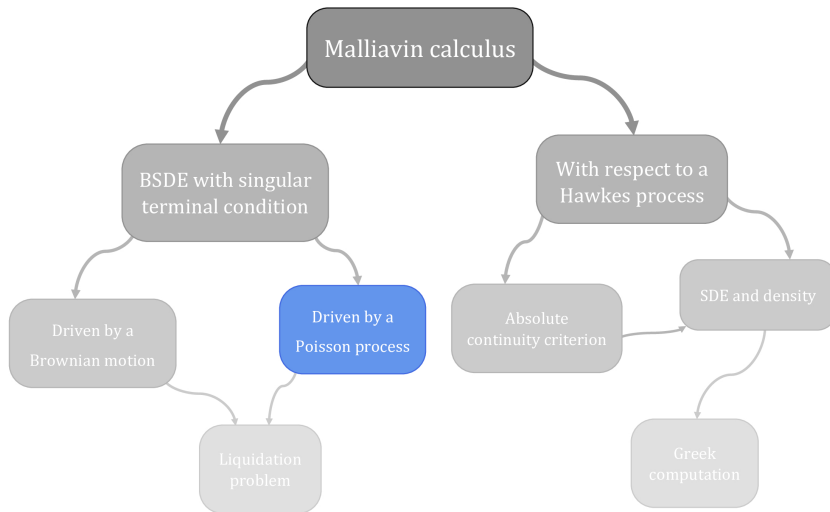 Malliavin calculus
BSDE with singular
terminal condition
With respect to a
Hawkes process
Driven by a
Brownian motion
Driven by a
Poisson process
Absolute
continuity criterion
SDE and density
Liquidation
problem
Greek
computation